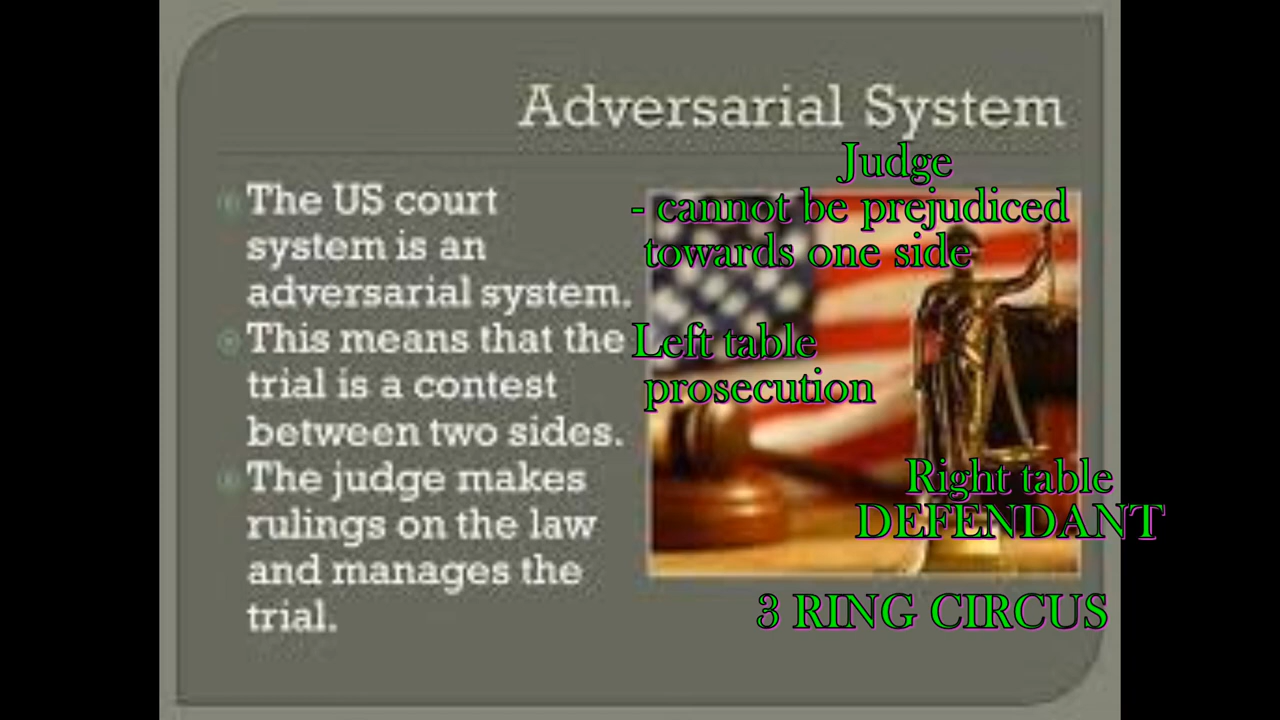 Adversarial System
The US court
system is an
adversarial system.
This means that the
trial is a contest
between two sides.
The judge makes
rulings on the law
and manages the
trial.
Judge
- cannot be prejudiced
towards one side
Left table
prosecution
Right table
DEFENDANT
3 RING CIRCUS